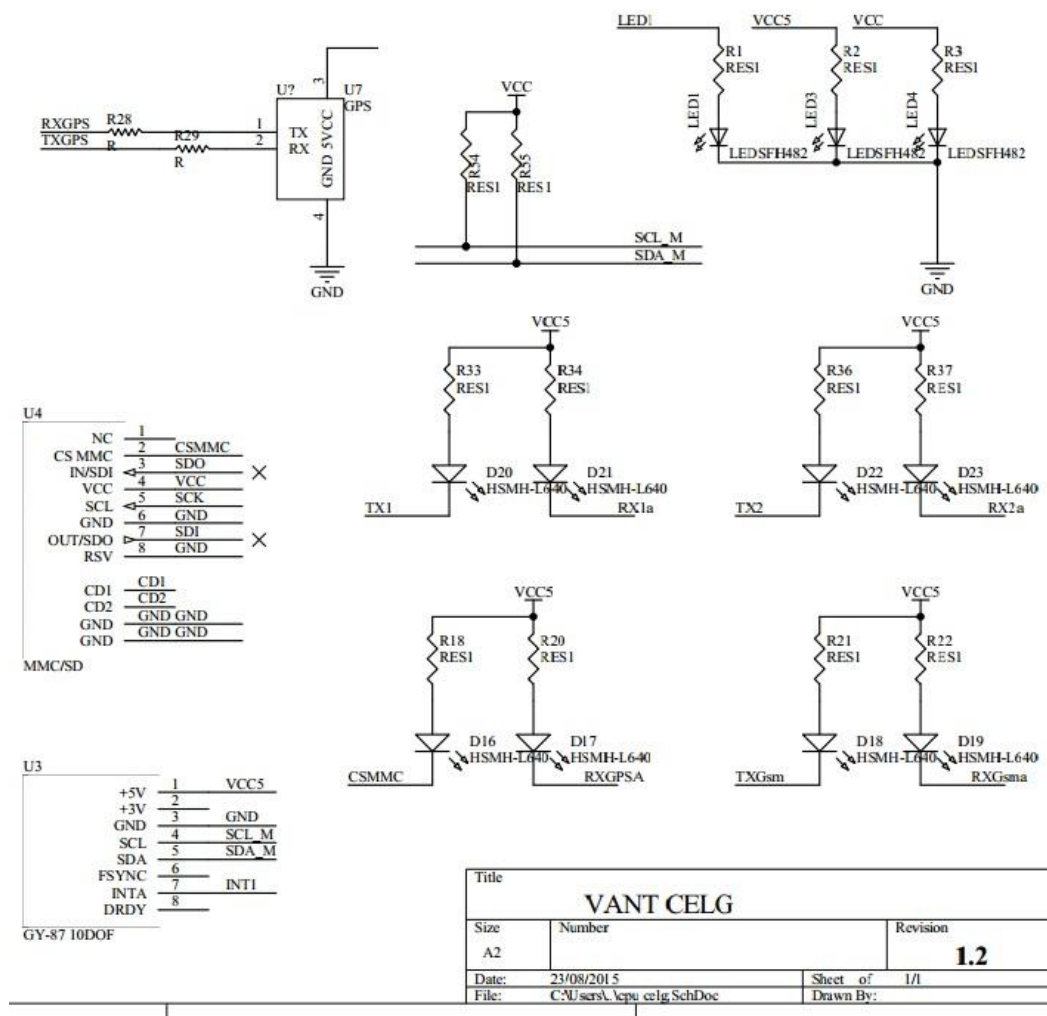 U?
U7
GPS
3
5VCC
RXGPS
R28
R
1
TX
TXGPS
R29
R
2
RX
GND
4
GND
VCC
R54
RES1
R55
RES1
SCL_M
SDA_M
LED1
VCC5
VCC
R1
RES1
R2
RES1
R3
RES1
LED1
LED3
LED4
LEDSFH482
LEDSFH482
LEDSFH482
GND
VCC5
R33
RES1
R34
RES1
D20
HSMH-L640
D21
HSMH-L640
TX1
RX1a
VCC5
R36
RES1
R37
RES1
D22
HSMH-L640
D23
HSMH-L640
TX2
RX2a
U4
NC 1
CS MMC 2 CSMMC
IN/SDI 3 SDO
VCC 4 VCC
SCL 5 SCK
GND 6 GND
OUT/SDO 7 SDI
RSV 8 GND
CD1 CD1
CD2 CD2
GND GND GND
GND GND GND
MMC/SD
VCC5
R18
RES1
R20
RES1
D16
HSMH-L640
D17
HSMH-L640
CSMMC
RXGPSA
VCC5
R21
RES1
R22
RES1
D18
HSMH-L640
D19
HSMH-L640
TXGsm
RXGsma
U3
+5V 1 VCC5
+3V 2
GND 3 GND
SCL 4 SCL_M
SDA 5 SDA_M
FSYNC 6
INTA 7 INT1
DRDY 8
GY-87 10DOF
Title
VANT CELG
Size
A2
Number
Revision
1.2
Date: 23/08/2015
Sheet of 1/1
File: C:\Users\..\cpu celg.SchDoc
Drawn By: